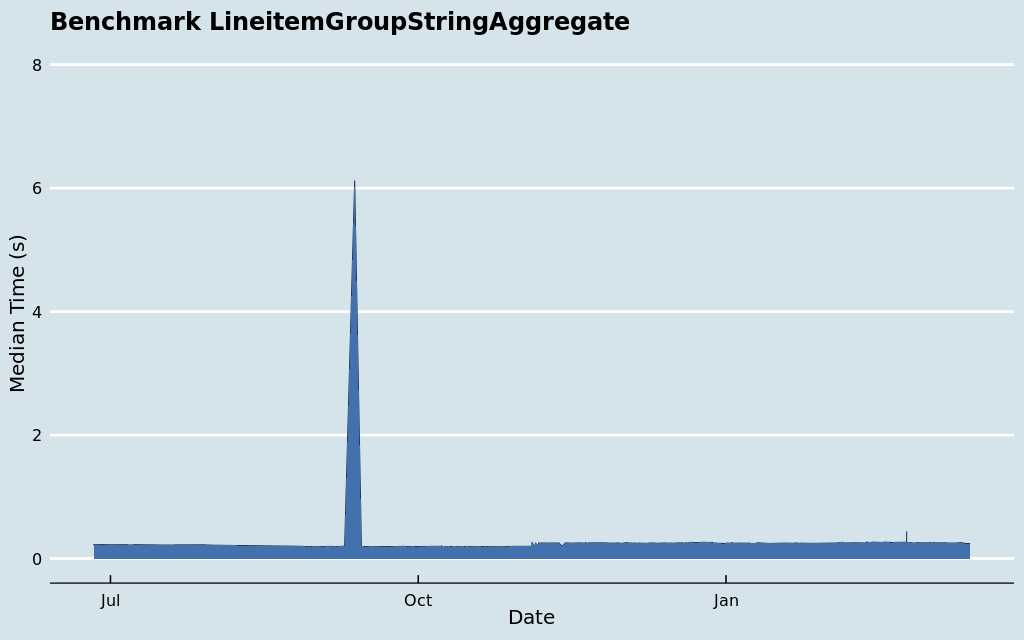 Benchmark LineitemGroupStringAggregate
8
6
4
2
0
Median Time (s)
Jul
Oct
Jan
Date